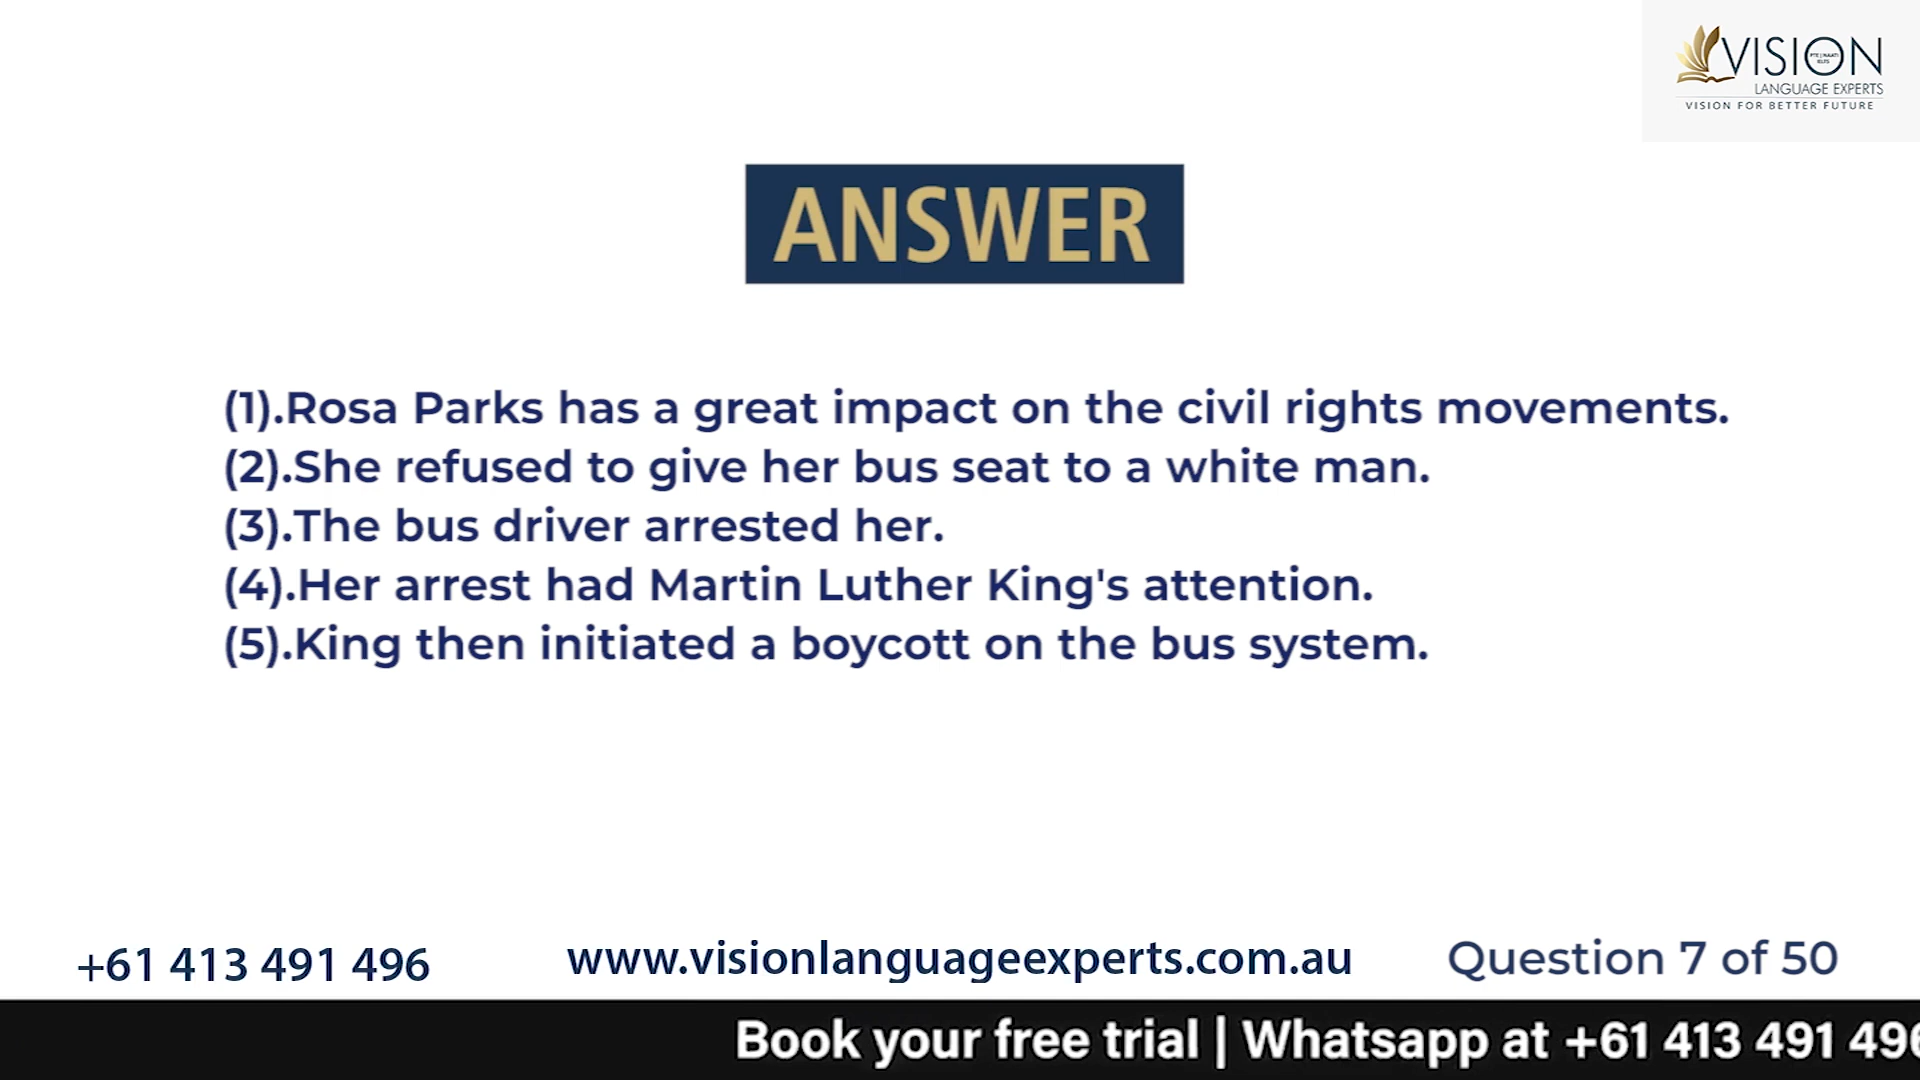 VISION
LANGUAGE EXPERTS
VISION FOR BETTER FUTURE
ANSWER
(1).Rosa Parks has a great impact on the civil rights movements.
(2).She refused to give her bus seat to a white man.
(3).The bus driver arrested her.
(4).Her arrest had Martin Luther King's attention.
(5).King then initiated a boycott on the bus system.
+61 413 491 496
www.visionlanguageexperts.com.au
Question 7 of 50
Book your free trial | Whatsapp at +61 413 491 496